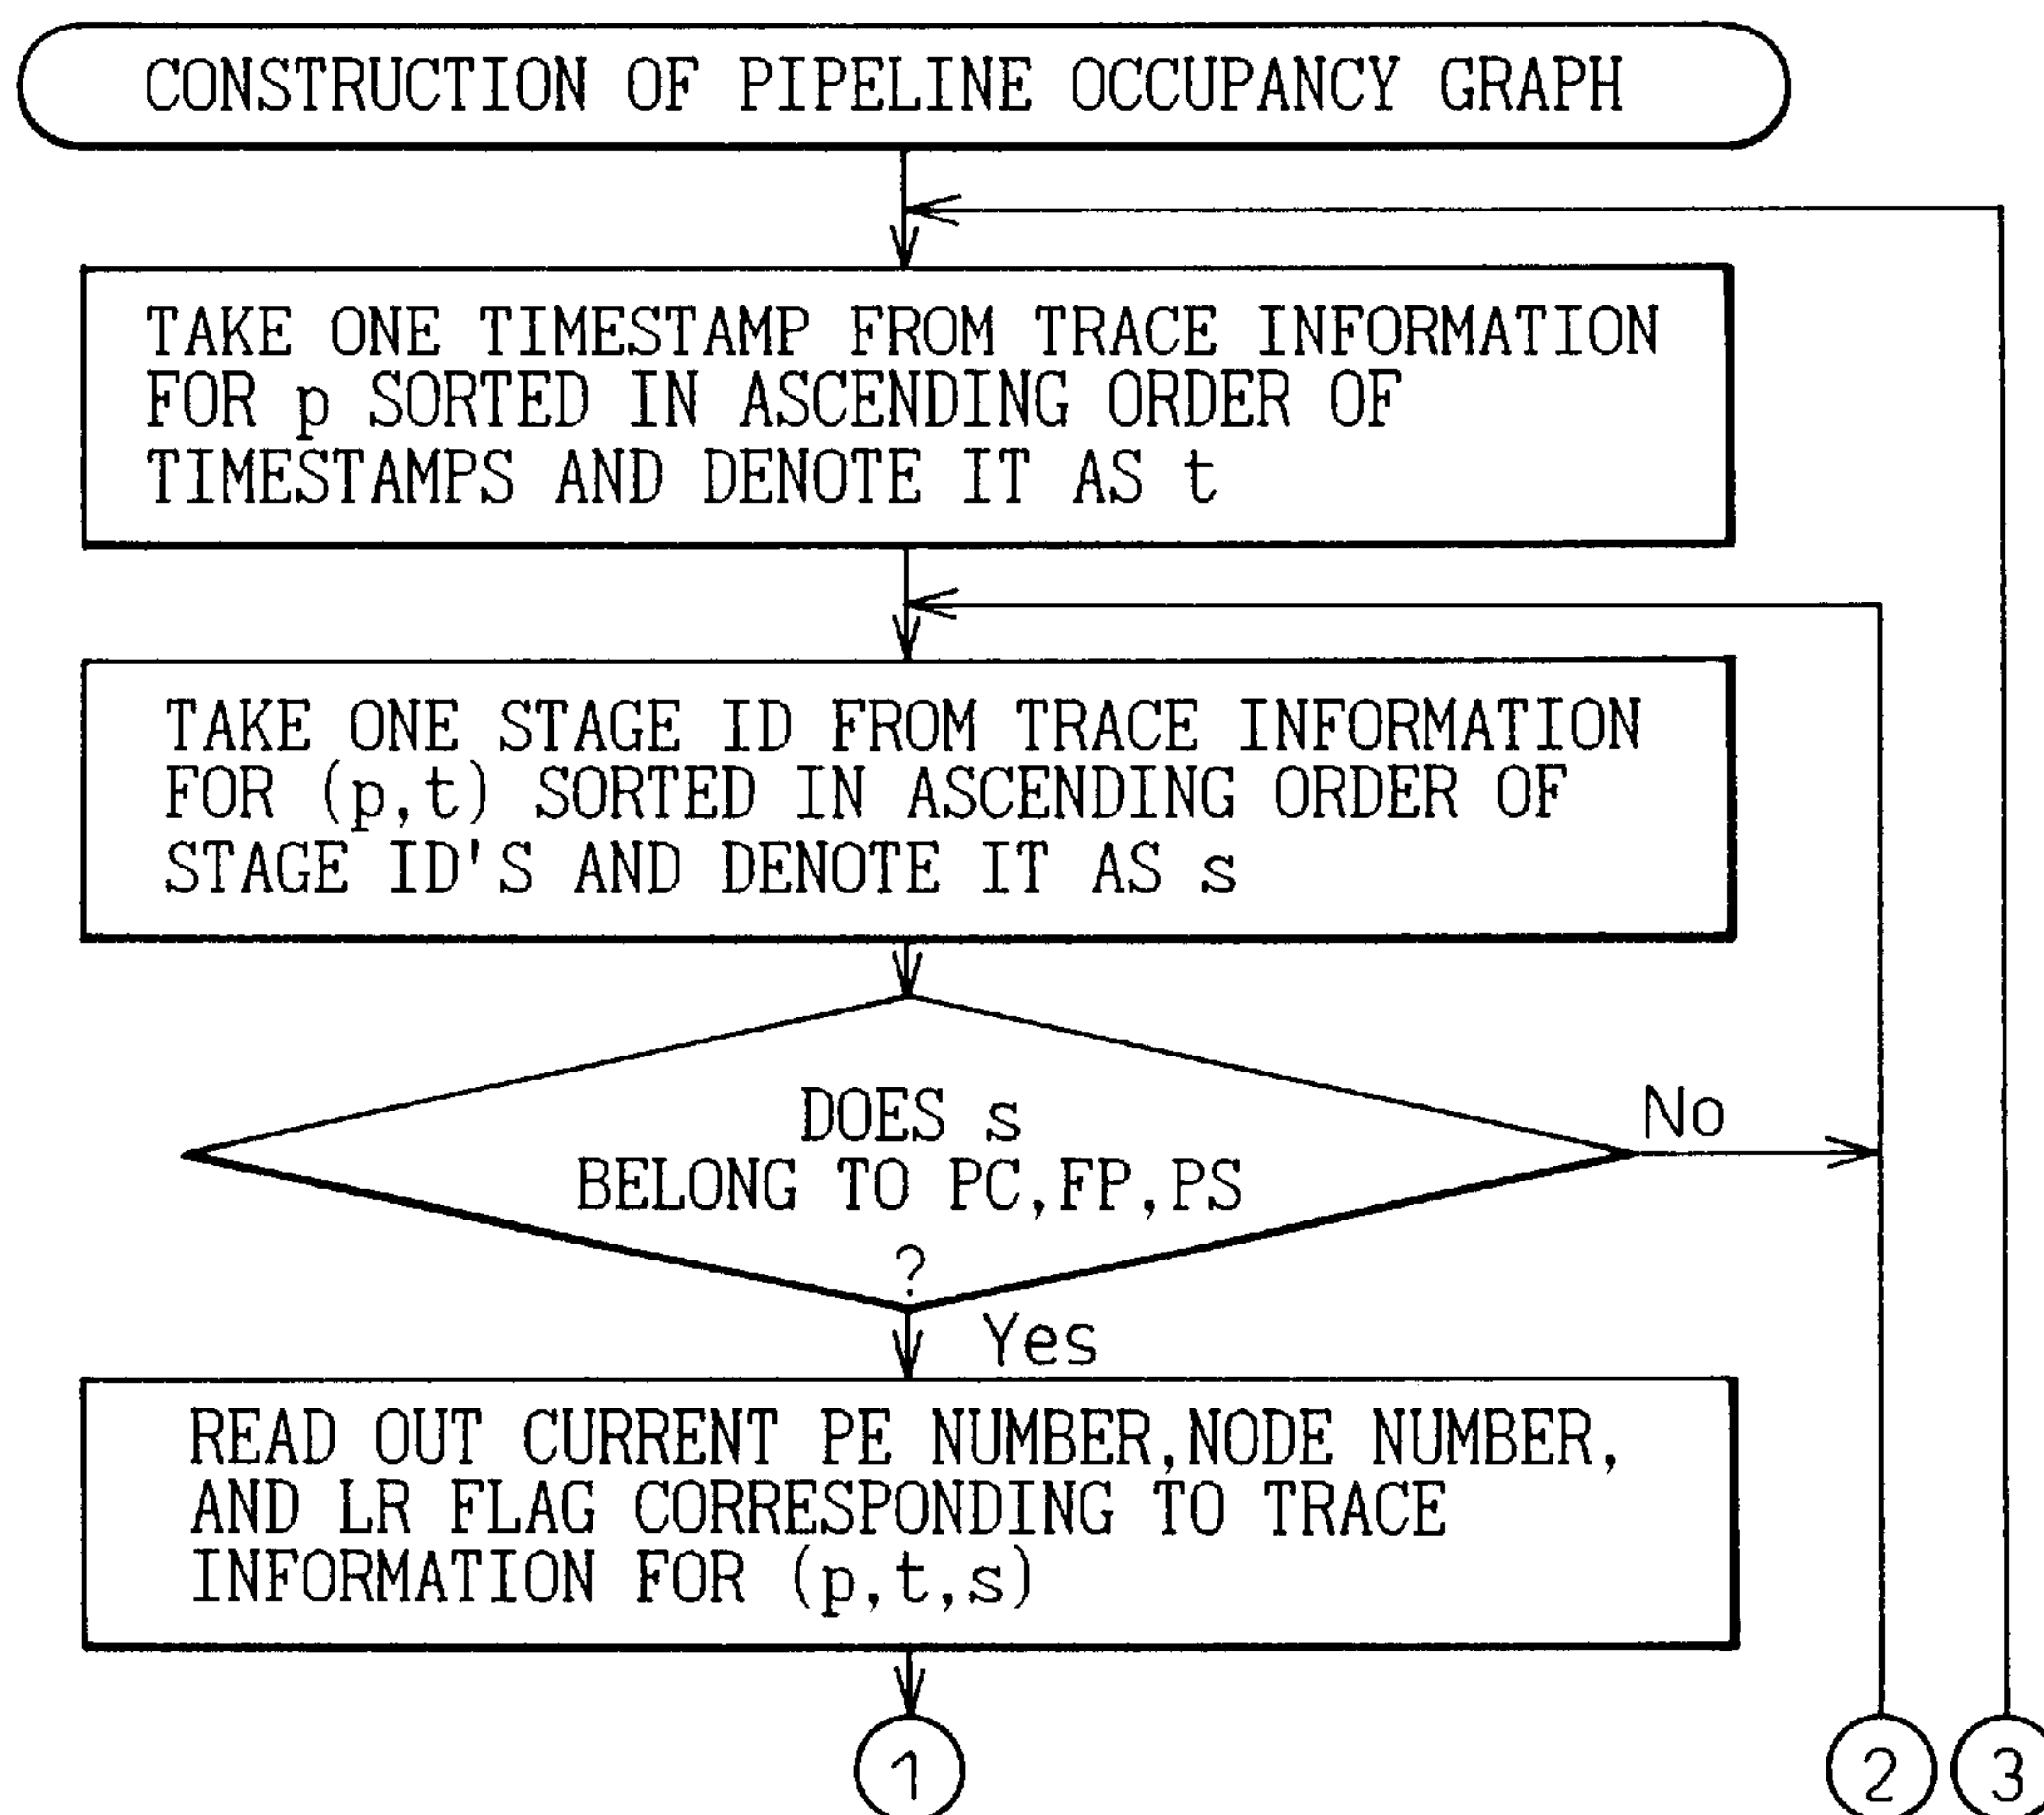 CONSTRUCTION OF PIPELINE OCCUPANCY GRAPH
TAKE ONE TIMESTAMP FROM TRACE INFORMATION
FOR p SORTED IN ASCENDING ORDER OF
TIMESTAMPS AND DENOTE IT AS t
TAKE ONE STAGE ID FROM TRACE INFORMATION
FOR (p,t) SORTED IN ASCENDING ORDER OF
STAGE ID'S AND DENOTE IT AS s
DOES s
BELONG TO PC,FP,PS
?
No
Yes
READ OUT CURRENT PE NUMBER,NODE NUMBER,
AND LR FLAG CORRESPONDING TO TRACE
INFORMATION FOR (p,t,s)
1
2
3